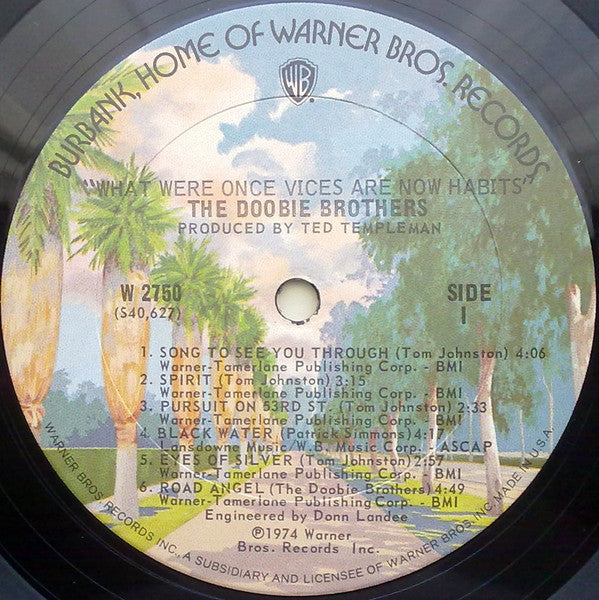 BURBANK, HOME OF WARNER BROS. RECORDS
WB
"WHAT WERE ONCE VICES ARE NOW HABITS"
THE DOOBIE BROTHERS
PRODUCED BY TED TEMPLEMAN
W 2750 SIDE
(S40,627) I
1. SONG TO SEE YOU THROUGH (Tom Johnston) 4:06
Warner-Tamerlane Publishing Corp. - BMI
2. SPIRIT (Tom Johnston) 3:15
Warner-Tamerlane Publishing Corp. - BMI
3. PURSUIT ON 53RD ST. (Tom Johnston) 2:33
Warner-Tamerlane Publishing Corp. - BMI
4. BLACK WATER (Patrick Simmons) 4:17
Lansdowne Music/W.B. Music Corp. - ASCAP
5. EYES OF SILVER (Tom Johnston) 2:57
Warner-Tamerlane Publishing Corp. - BMI
6. ROAD ANGEL (The Doobie Brothers) 4:49
Warner-Tamerlane Publishing Corp. - BMI
Engineered by Donn Landee
℗1974 Warner
Bros. Records Inc.
WARNER BROS. RECORDS INC., A SUBSIDIARY AND LICENSEE OF WARNER BROS. INC. MADE IN U.S.A.